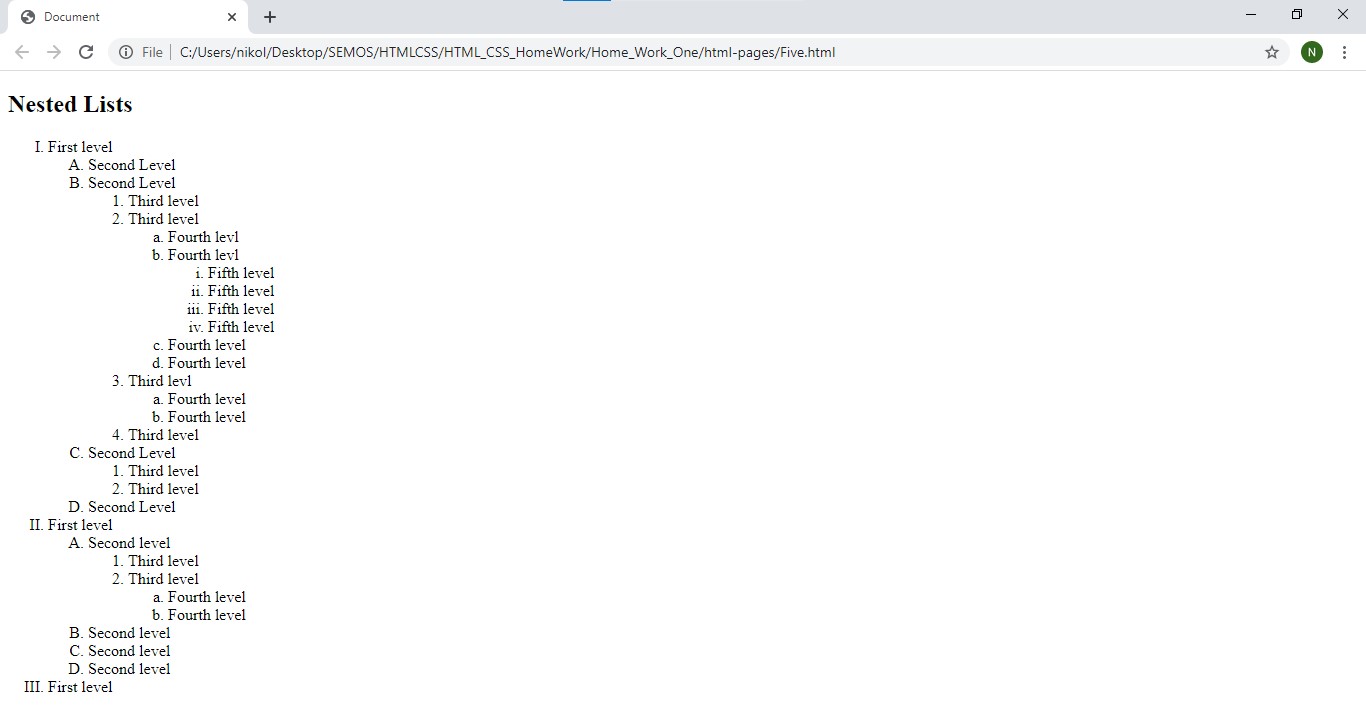 Document
File
C:/Users/nikol/Desktop/SEMOS/HTMLCSS/HTML_CSS_HomeWork/Home_Work_One/html-pages/Five.html
N
Nested Lists
I. First level
A. Second Level
B. Second Level
1. Third level
2. Third level
a. Fourth levl
b. Fourth levl
i. Fifth level
ii. Fifth level
iii. Fifth level
iv. Fifth level
c. Fourth level
d. Fourth level
3. Third levl
a. Fourth level
b. Fourth level
4. Third level
C. Second Level
1. Third level
2. Third level
D. Second Level
II. First level
A. Second level
1. Third level
2. Third level
a. Fourth level
b. Fourth level
B. Second level
C. Second level
D. Second level
III. First level